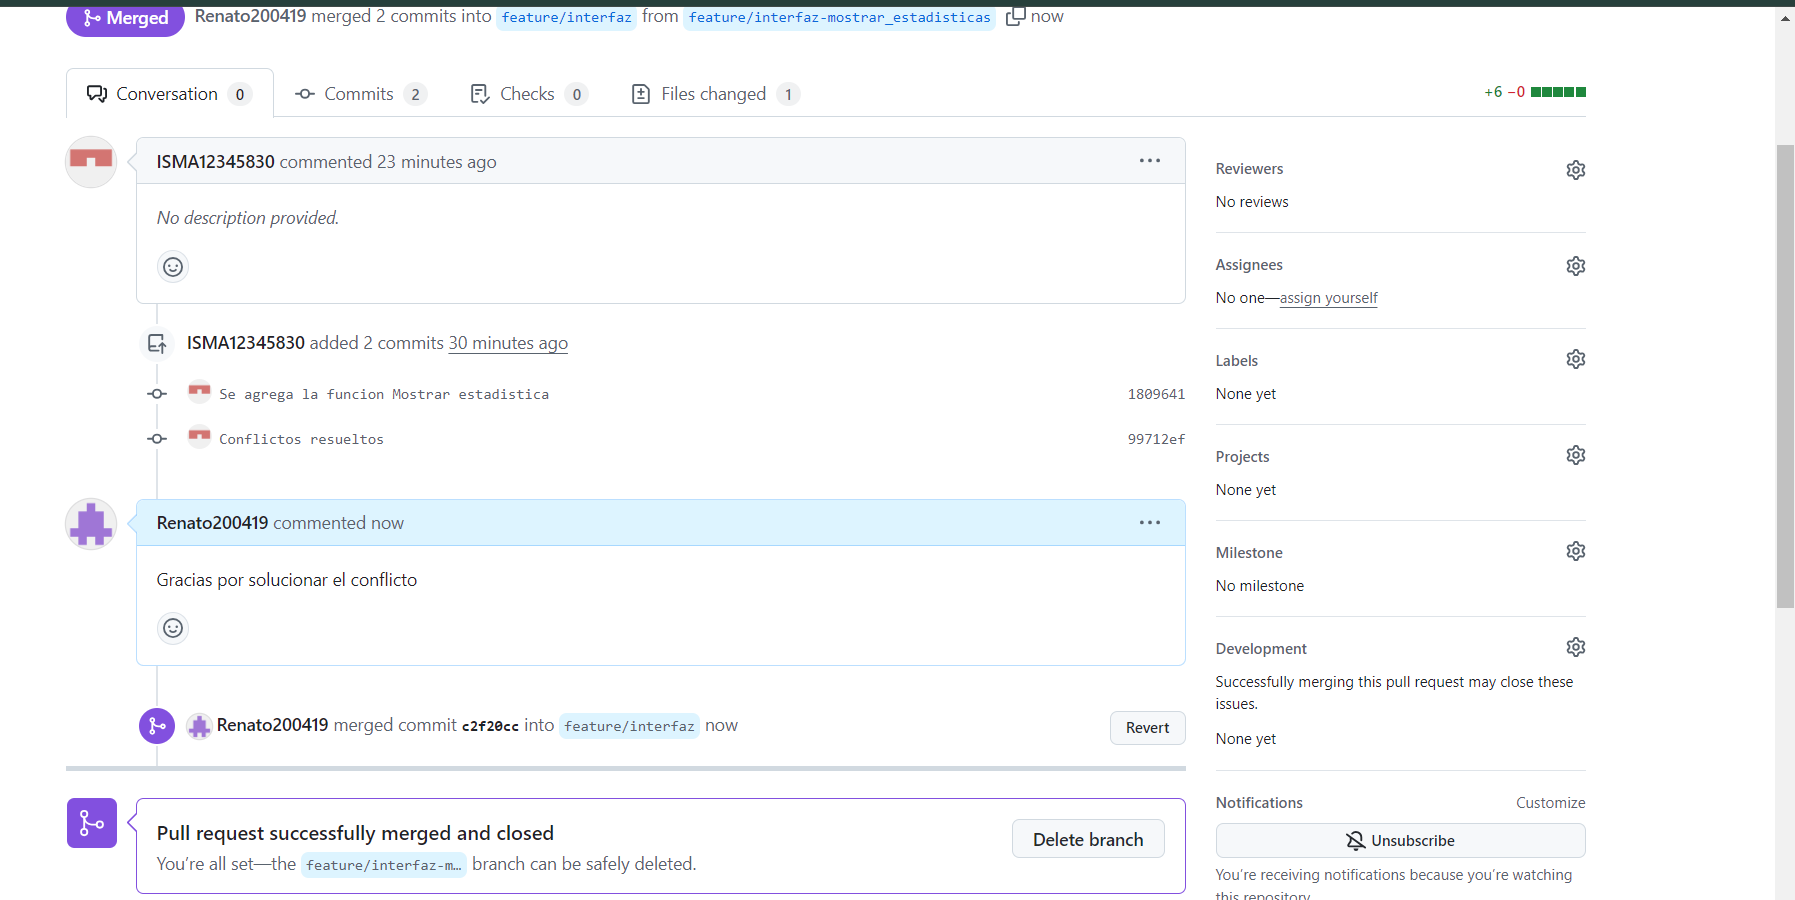 Merged Renato200419 merged 2 commits into feature/interfaz from feature/interfaz-mostrar_estadisticas now
Conversation 0 Commits 2 Checks 0 Files changed 1 +6 −0
ISMA12345830 commented 23 minutes ago
No description provided.
ISMA12345830 added 2 commits 30 minutes ago
Se agrega la funcion Mostrar estadistica 1809641
Conflictos resueltos 99712ef
Renato200419 commented now
Gracias por solucionar el conflicto
Renato200419 merged commit c2f20cc into feature/interfaz now Revert
Pull request successfully merged and closed
You're all set—the feature/interfaz-m… branch can be safely deleted.
Delete branch
Reviewers
No reviews
Assignees
No one—assign yourself
Labels
None yet
Projects
None yet
Milestone
No milestone
Development
Successfully merging this pull request may close these
issues.
None yet
Notifications Customize
Unsubscribe
You're receiving notifications because you're watching
this repository.